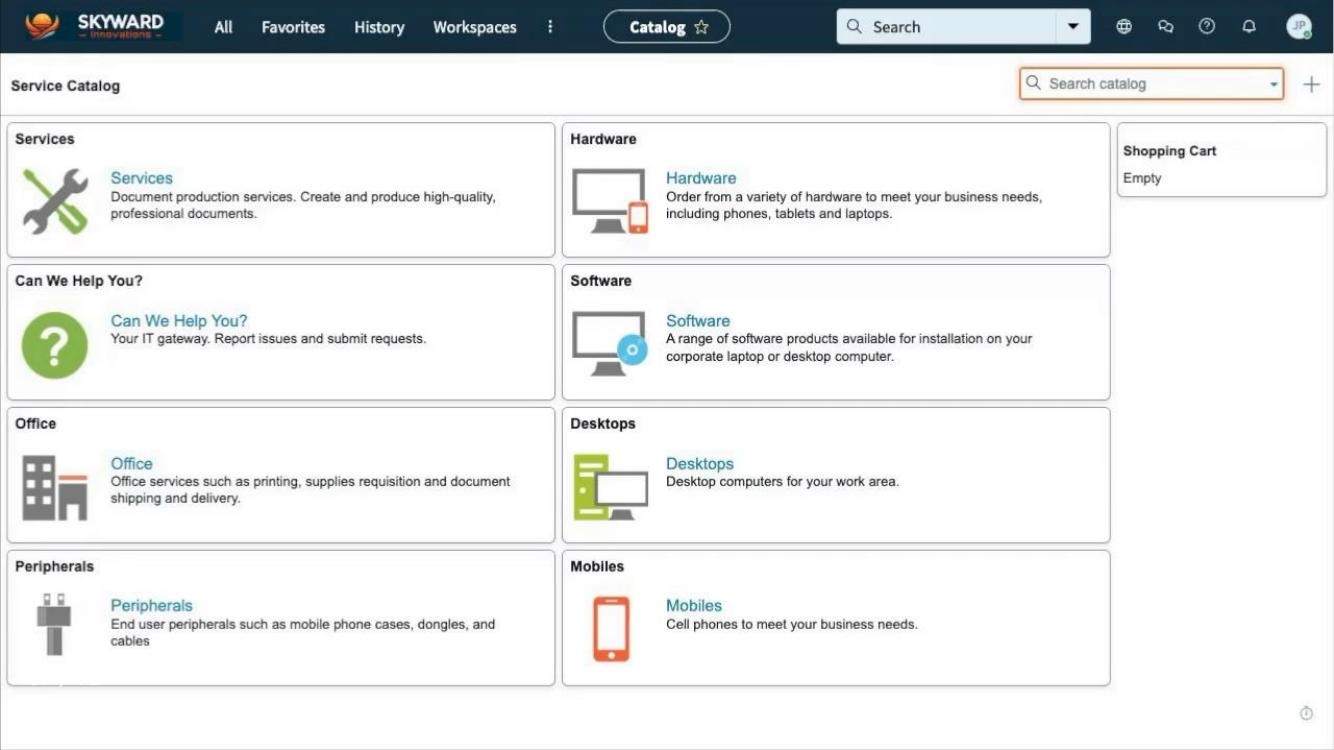 SKYWARD
innovations
All
Favorites
History
Workspaces
Catalog
Search
JP
Service Catalog
Search catalog
Services
Services
Document production services. Create and produce high-quality,
professional documents.
Hardware
Hardware
Order from a variety of hardware to meet your business needs,
including phones, tablets and laptops.
Shopping Cart
Empty
Can We Help You?
Can We Help You?
Your IT gateway. Report issues and submit requests.
Software
Software
A range of software products available for installation on your
corporate laptop or desktop computer.
Office
Office
Office services such as printing, supplies requisition and document
shipping and delivery.
Desktops
Desktops
Desktop computers for your work area.
Peripherals
Peripherals
End user peripherals such as mobile phone cases, dongles, and
cables
Mobiles
Mobiles
Cell phones to meet your business needs.